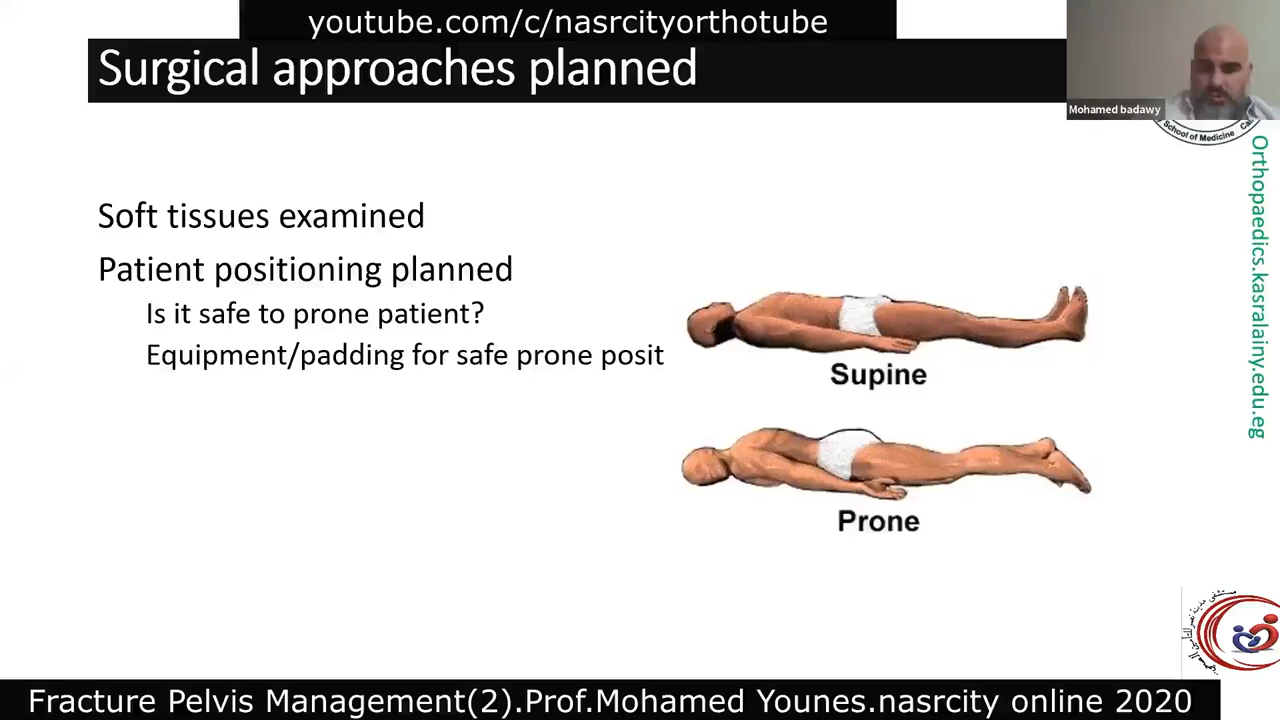 youtube.com/c/nasrcityorthotube
Surgical approaches planned
Mohamed badawy
School of Medicine
Soft tissues examined
Patient positioning planned
Is it safe to prone patient?
Equipment/padding for safe prone posit
Supine
Prone
Orthopaedics.kasralainy.edu.eg
Fracture Pelvis Management(2).Prof.Mohamed Younes.nasrcity online 2020